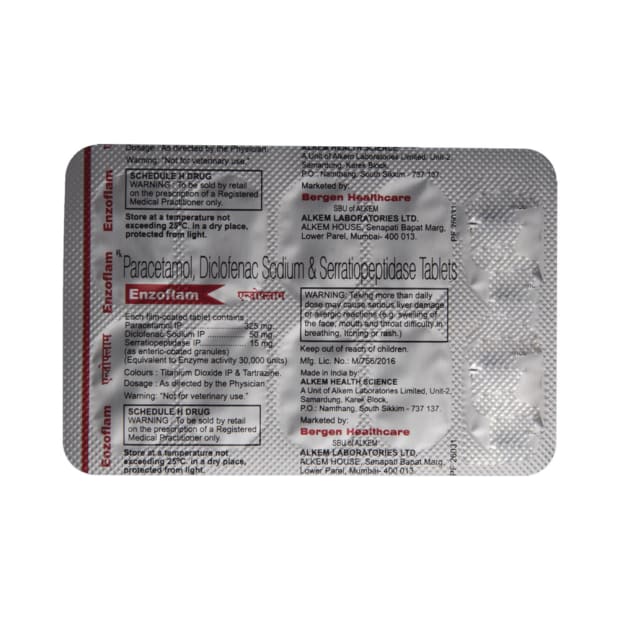 Dosage : As directed by the Physician.
Warning: "Not for veterinary use."
SCHEDULE H DRUG
WARNING : To be sold by retail
on the prescription of a Registered
Medical Practitioner only.
Store at a temperature not
exceeding 25°C. in a dry place,
protected from light.
ALKEM HEALTH SCIENCE
A Unit of Alkem Laboratories Limited, Unit-2,
Samardung, Karek Block,
P.O.: Namthang, South Sikkim - 737 137.
Marketed by:
Bergen Healthcare
SBU of ALKEM
ALKEM LABORATORIES LTD.
ALKEM HOUSE, Senapati Bapat Marg,
Lower Parel, Mumbai- 400 013.
PF 26031
Enzoflam
Enzoflam
एन्ज़ोफ्लाम
Enzoflam
Rx Paracetamol, Diclofenac Sodium & Serratiopeptidase Tablets
Enzoflam एन्ज़ोफ्लाम
Each film-coated tablet contains :
Paracetamol IP.................. 325 mg.
Diclofenac Sodium IP............ 50 mg.
Serratiopeptidase IP............ 15 mg.
(as enteric-coated granules)
(Equivalent to Enzyme activity 30,000 units)
Colours : Titanium Dioxide IP & Tartrazine.
Dosage : As directed by the Physician.
Warning: "Not for veterinary use."
SCHEDULE H DRUG
WARNING : To be sold by retail
on the prescription of a Registered
Medical Practitioner only.
Store at a temperature not
exceeding 25°C. in a dry place,
protected from light.
WARNING: Taking more than daily
dose may cause serious liver damage
or allergic reactions (e.g. swelling of
the face, mouth and throat difficulty in
breathing, itching or rash.)
Keep out of reach of children.
Mfg. Lic. No.: M/756/2016
Made in India by:
ALKEM HEALTH SCIENCE
A Unit of Alkem Laboratories Limited, Unit-2,
Samardung, Karek Block,
P.O.: Namthang, South Sikkim - 737 137.
Marketed by:
Bergen Healthcare
SBU of ALKEM
ALKEM LABORATORIES LTD.
ALKEM HOUSE, Senapati Bapat Marg,
Lower Parel, Mumbai- 400 013.
PF 26031